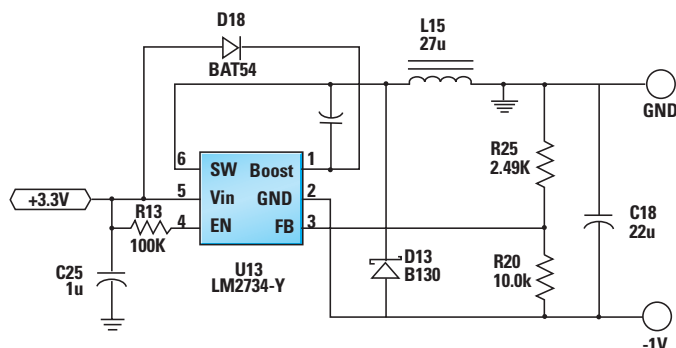 D18
BAT54
L15
27u
GND
6 SW Boost 1
5 Vin GND 2
4 EN FB 3
+3.3V
R13
100K
C25
1u
U13
LM2734-Y
D13
B130
R25
2.49K
R20
10.0k
C18
22u
-1V